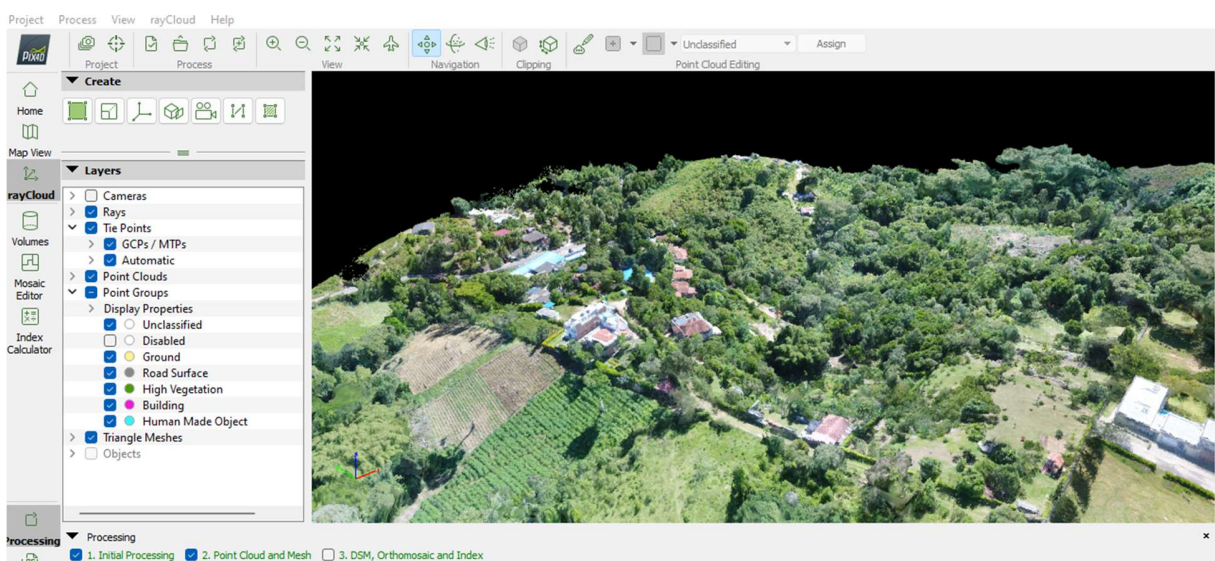 Project Process View rayCloud Help
PIX4D
Project Process View Navigation Clipping Point Cloud Editing
Unclassified Assign
Home
Map View
rayCloud
Volumes
Mosaic
Editor
Index
Calculator
Create
Layers
Cameras
Rays
Tie Points
GCPs / MTPs
Automatic
Point Clouds
Point Groups
Display Properties
Unclassified
Disabled
Ground
Road Surface
High Vegetation
Building
Human Made Object
Triangle Meshes
Objects
Processing
Processing
1. Initial Processing 2. Point Cloud and Mesh 3. DSM, Orthomosaic and Index